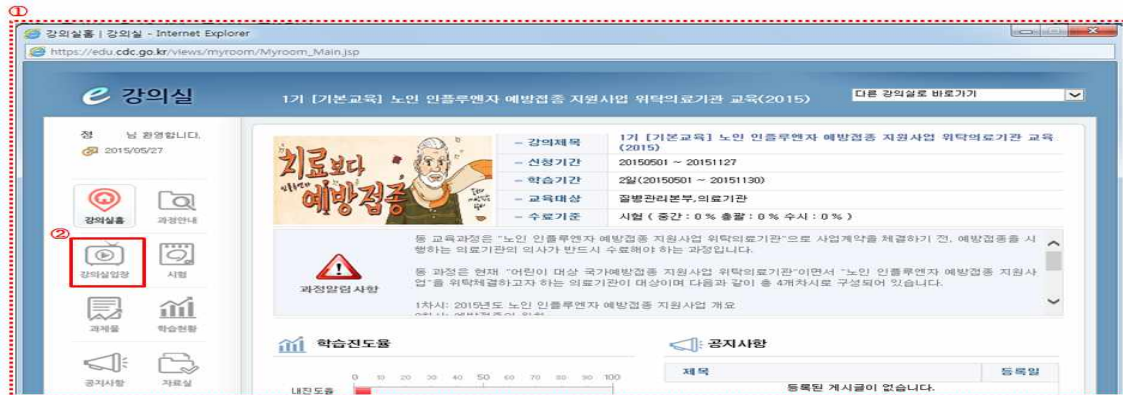 ①
강의실홈 | 강의실 - Internet Explorer
https://edu.cdc.go.kr/views/myroom/Myroom_Main.jsp
e 강의실
1기 [기본교육] 노인 인플루엔자 예방접종 지원사업 위탁의료기관 교육(2015)
다른 강의실로 바로가기
정 님 환영합니다.
2015/05/27
치료보다
예방접종
- 강의제목
1기 [기본교육] 노인 인플루엔자 예방접종 지원사업 위탁의료기관 교육
(2015)
- 신청기간
20150501 ~ 20151127
- 학습기간
2일(20150501 ~ 20151130)
- 교육대상
질병관리본부,의료기관
- 수료기준
시험 ( 중간 : 0 % 총괄 : 0 % 수시 : 0 % )
강의실홈
과정안내
②
강의실입장
시험
과제물
학습현황
공지사항
자료실
과정알림사항
동 교육과정은 "노인 인플루엔자 예방접종 지원사업 위탁의료기관"으로 사업계약을 체결하기 전, 예방접종을 시
행하는 의료기관의 의사가 반드시 수료해야 하는 과정입니다.
동 과정은 현재 "어린이 대상 국가예방접종 지원사업 위탁의료기관"이면서 "노인 인플루엔자 예방접종 지원사
업"을 위탁체결하고자 하는 의료기관이 대상이며 다음과 같이 총 4개차시로 구성되어 있습니다.
1차시: 2015년도 노인 인플루엔자 예방접종 지원사업 개요
학습진도율
0 10 20 30 40 50 60 70 80 90 100
내진도율
공지사항
제목
등록일
등록된 게시글이 없습니다.